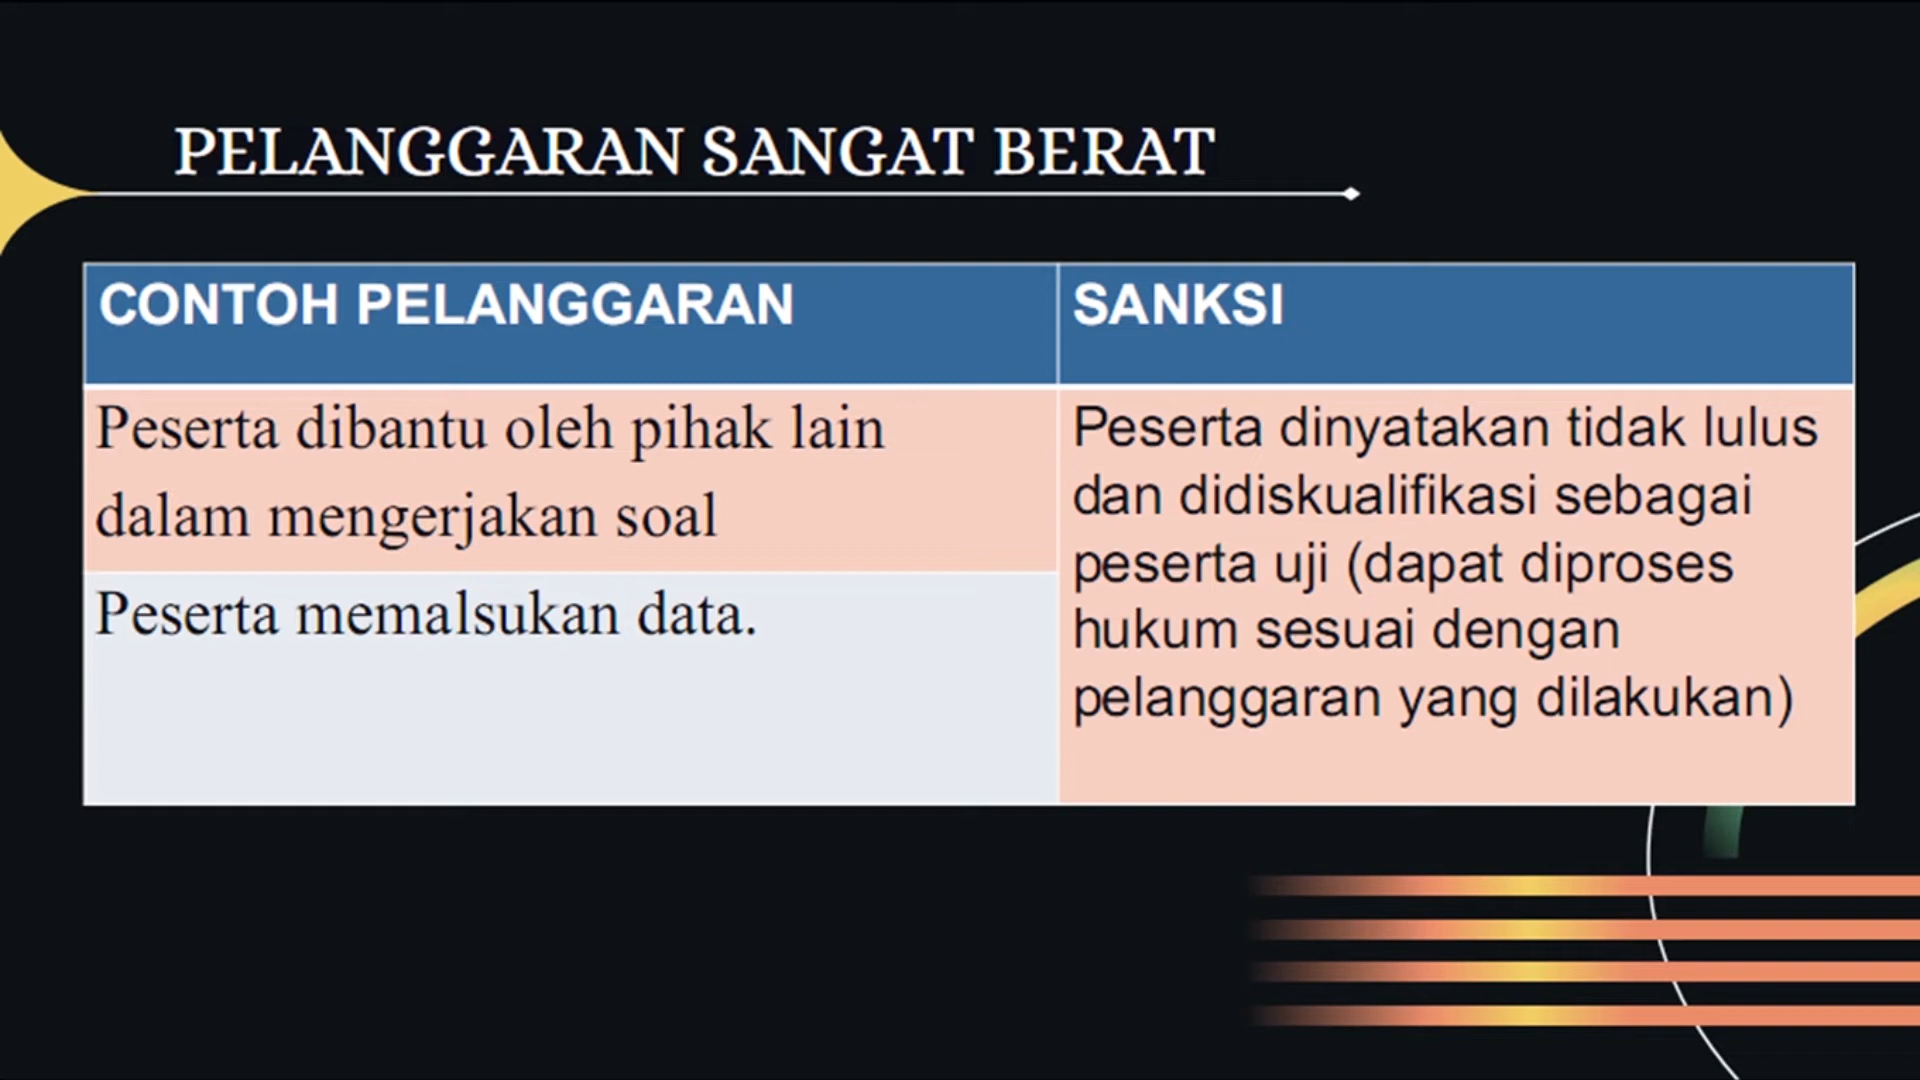 PELANGGARAN SANGAT BERAT
CONTOH PELANGGARAN
SANKSI
Peserta dibantu oleh pihak lain
dalam mengerjakan soal
Peserta dinyatakan tidak lulus
dan didiskualifikasi sebagai
peserta uji (dapat diproses
hukum sesuai dengan
pelanggaran yang dilakukan)
Peserta memalsukan data.